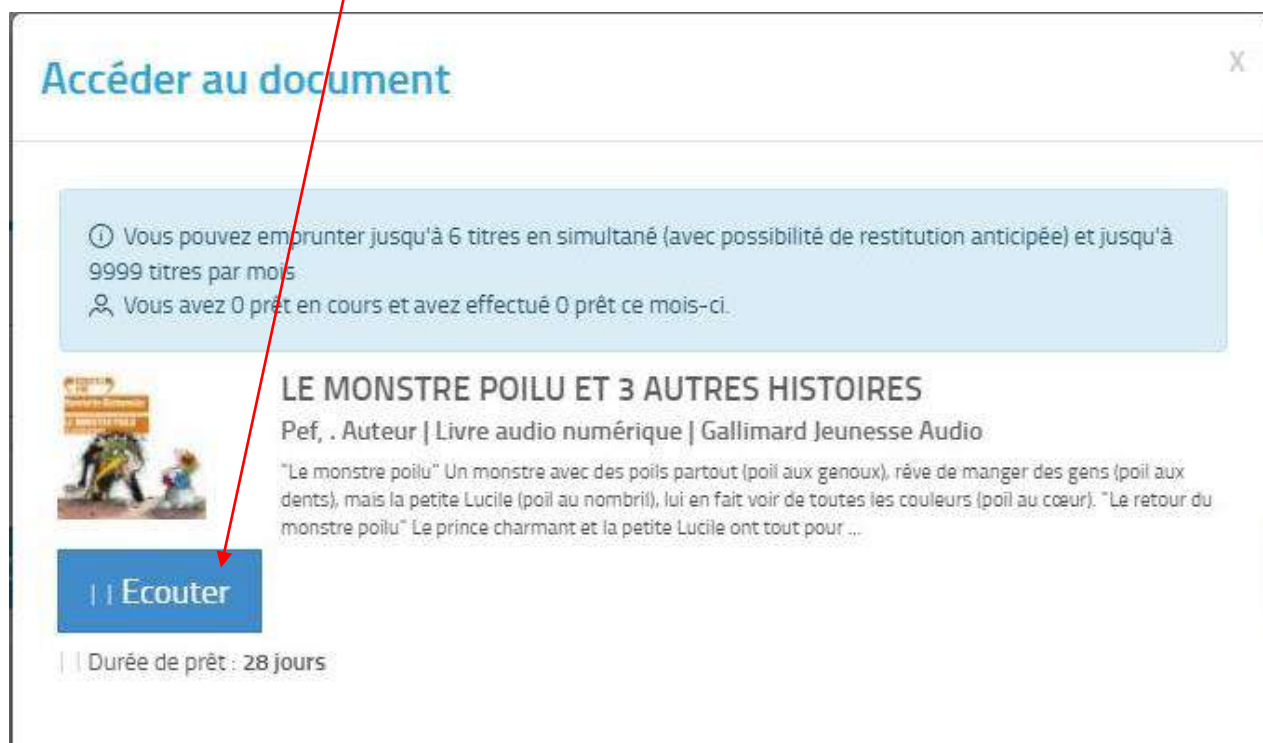 Accéder au document
X
Vous pouvez emprunter jusqu'à 6 titres en simultané (avec possibilité de restitution anticipée) et jusqu'à
9999 titres par mois
Vous avez 0 prêt en cours et avez effectué 0 prêt ce mois-ci.
LE MONSTRE POILU ET 3 AUTRES HISTOIRES
Pef, . Auteur | Livre audio numérique | Gallimard Jeunesse Audio
"Le monstre poilu" Un monstre avec des poils partout (poil aux genoux), rêve de manger des gens (poil aux
dents), mais la petite Lucile (poil au nombril), lui en fait voir de toutes les couleurs (poil au cœur). "Le retour du
monstre poilu" Le prince charmant et la petite Lucile ont tout pour ...
Ecouter
Durée de prêt : 28 jours